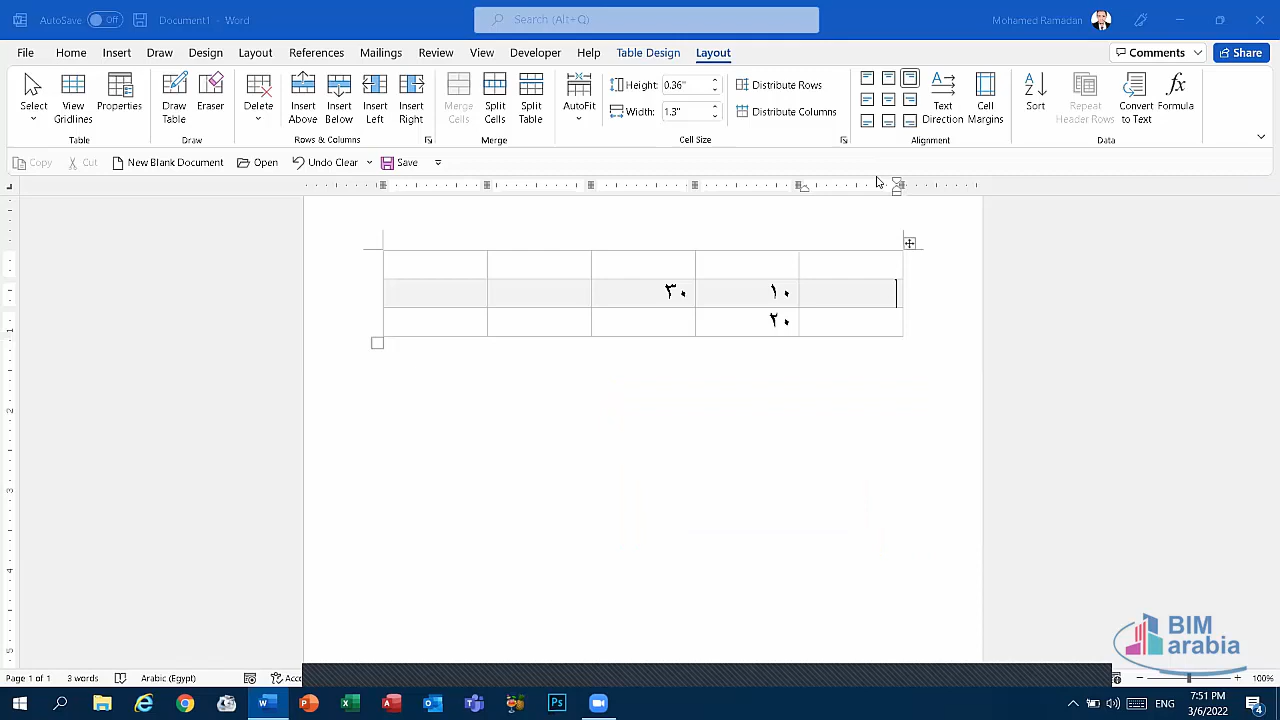 AutoSave Off Document1 - Word Search (Alt+Q) Mohamed Ramadan
File Home Insert Draw Design Layout References Mailings Review View Developer Help Table Design Layout Comments Share
Select View Gridlines Properties Draw Table Eraser Delete Insert Above Insert Below Insert Left Insert Right Merge Cells Split Cells Split Table AutoFit Height: 0.36" Distribute Rows Text Direction Cell Margins Sort Repeat Header Rows Convert to Text Formula
Width: 1.3" Distribute Columns
Table Draw Rows & Columns Merge Cell Size Alignment Data
Copy Cut New Blank Document Open Undo Clear Save
١٠ ٣٠
٢٠
1
2
3
4
5
BIM
arabia
Page 1 of 1 3 words Arabic (Egypt) 100%
ENG 7:51 PM
3/6/2022